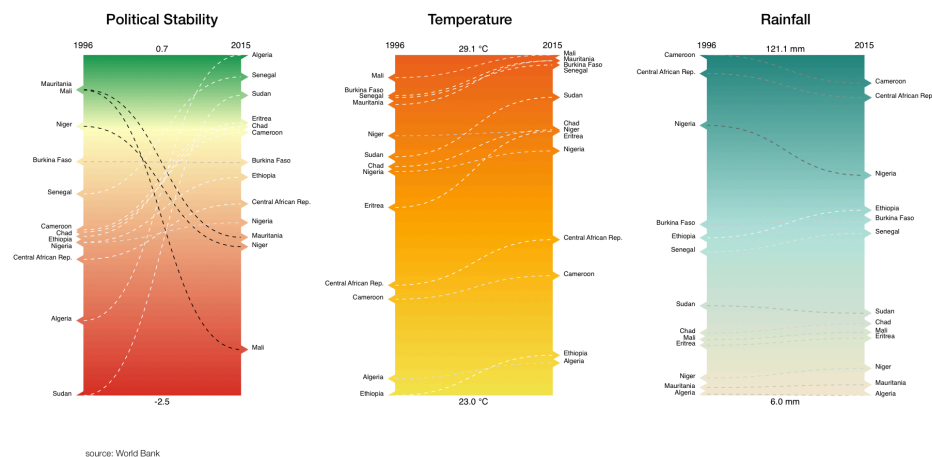 Political Stability
1996 0.7 2015
Mauritania
Mali
Niger
Burkina Faso
Senegal
Cameroon
Chad
Ethiopia
Nigeria
Central African Rep.
Algeria
Sudan
Algeria
Senegal
Sudan
Eritrea
Chad
Cameroon
Burkina Faso
Ethiopia
Central African Rep.
Nigeria
Mauritania
Niger
Mali
-2.5
Temperature
1996 29.1 °C 2015
Mali
Burkina Faso
Senegal
Mauritania
Niger
Sudan
Chad
Nigeria
Eritrea
Central African Rep.
Cameroon
Algeria
Ethiopia
Mali
Mauritania
Burkina Faso
Senegal
Sudan
Chad
Niger
Eritrea
Nigeria
Central African Rep.
Cameroon
Ethiopia
Algeria
23.0 °C
Rainfall
1996 121.1 mm 2015
Cameroon
Central African Rep.
Nigeria
Burkina Faso
Ethiopia
Senegal
Sudan
Chad
Mali
Eritrea
Niger
Mauritania
Algeria
Cameroon
Central African Rep
Nigeria
Ethiopia
Burkina Faso
Senegal
Sudan
Chad
Mali
Eritrea
Niger
Mauritania
Algeria
6.0 mm
source: World Bank